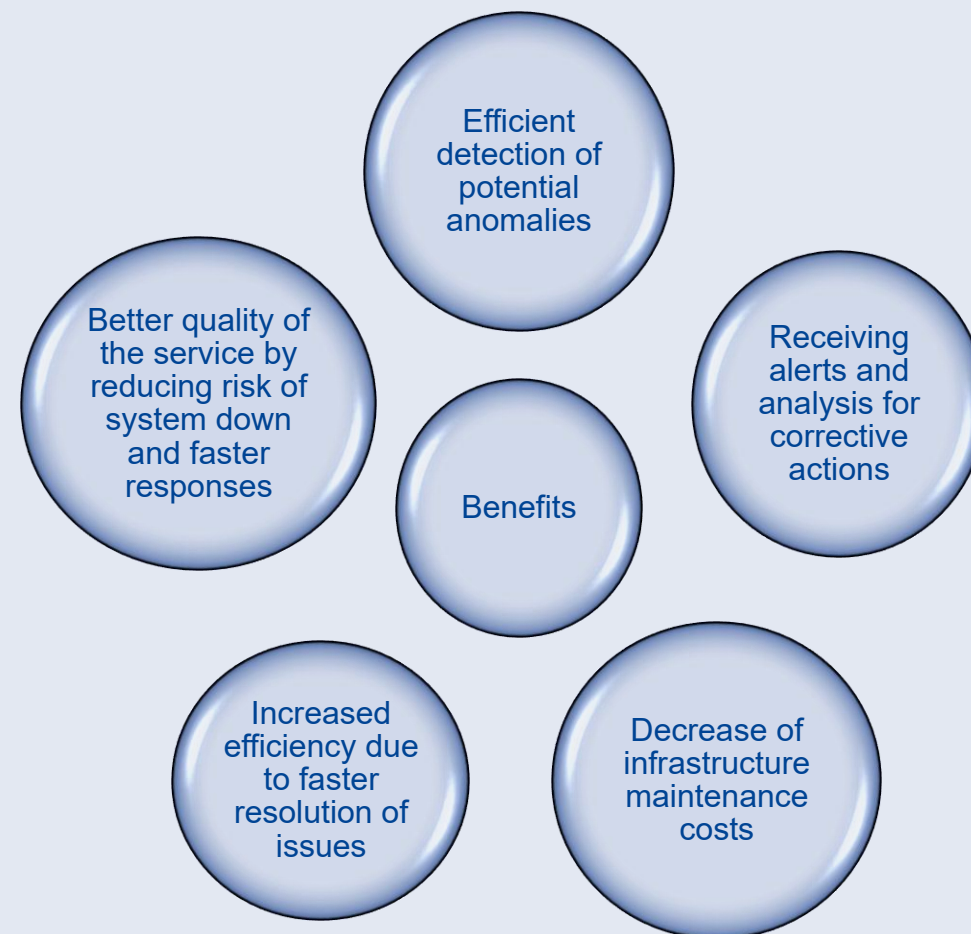 Efficient
detection of
potential
anomalies
Better quality of
the service by
reducing risk of
system down
and faster
responses
Receiving
alerts and
analysis for
corrective
actions
Benefits
Increased
efficiency due
to faster
resolution of
issues
Decrease of
infrastructure
maintenance
costs